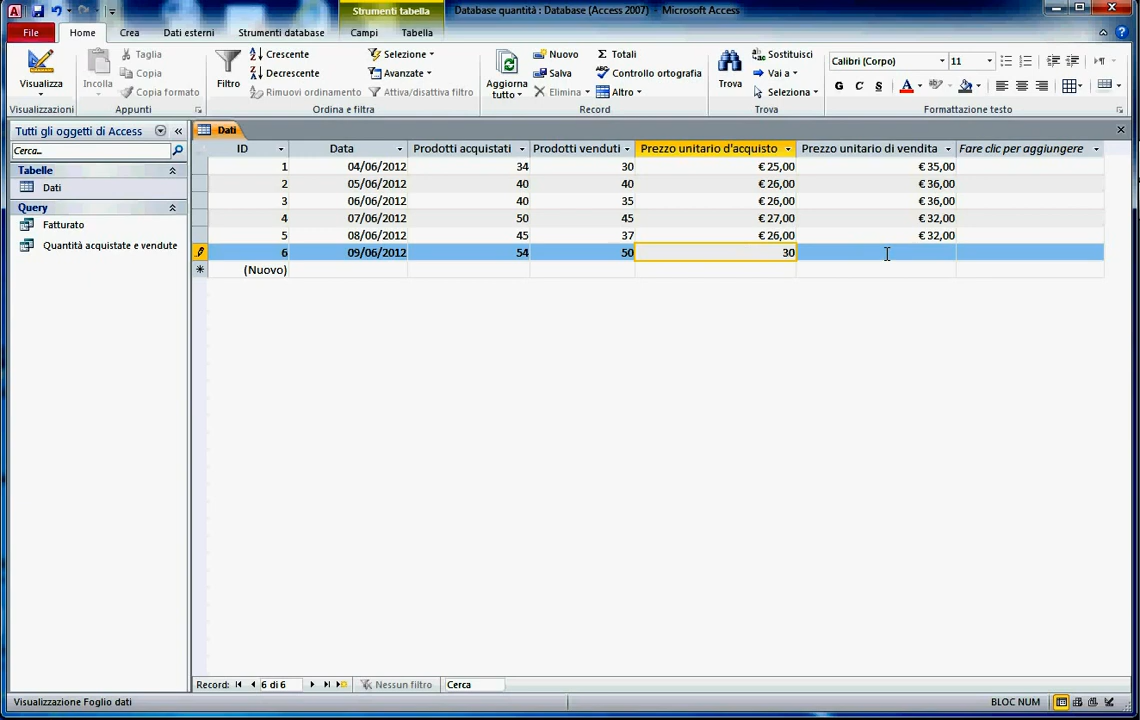 Strumenti tabella
Database quantità : Database (Access 2007) - Microsoft Access
File Home Crea Dati esterni Strumenti database Campi Tabella
Visualizza
Visualizzazioni
Incolla
Taglia
Copia
Copia formato
Appunti
Filtro
Crescente
Decrescente
Rimuovi ordinamento
Selezione
Avanzate
Attiva/disattiva filtro
Ordina e filtra
Aggiorna
tutto
Nuovo
Salva
Elimina
Totali
Controllo ortografia
Altro
Record
Trova
Sostituisci
Vai a
Seleziona
Trova
Calibri (Corpo) 11
G C S A
Formattazione testo
Tutti gli oggetti di Access
Cerca...
Tabelle
Dati
Query
Fatturato
Quantità acquistate e vendute
Dati
ID Data Prodotti acquistati Prodotti venduti Prezzo unitario d'acquisto Prezzo unitario di vendita Fare clic per aggiungere
1 04/06/2012 34 30 € 25,00 € 35,00
2 05/06/2012 40 40 € 26,00 € 36,00
3 06/06/2012 40 35 € 26,00 € 36,00
4 07/06/2012 50 45 € 27,00 € 32,00
5 08/06/2012 45 37 € 26,00 € 32,00
6 09/06/2012 54 50 30
(Nuovo)
Record: 6 di 6 Nessun filtro Cerca
Visualizzazione Foglio dati
BLOC NUM